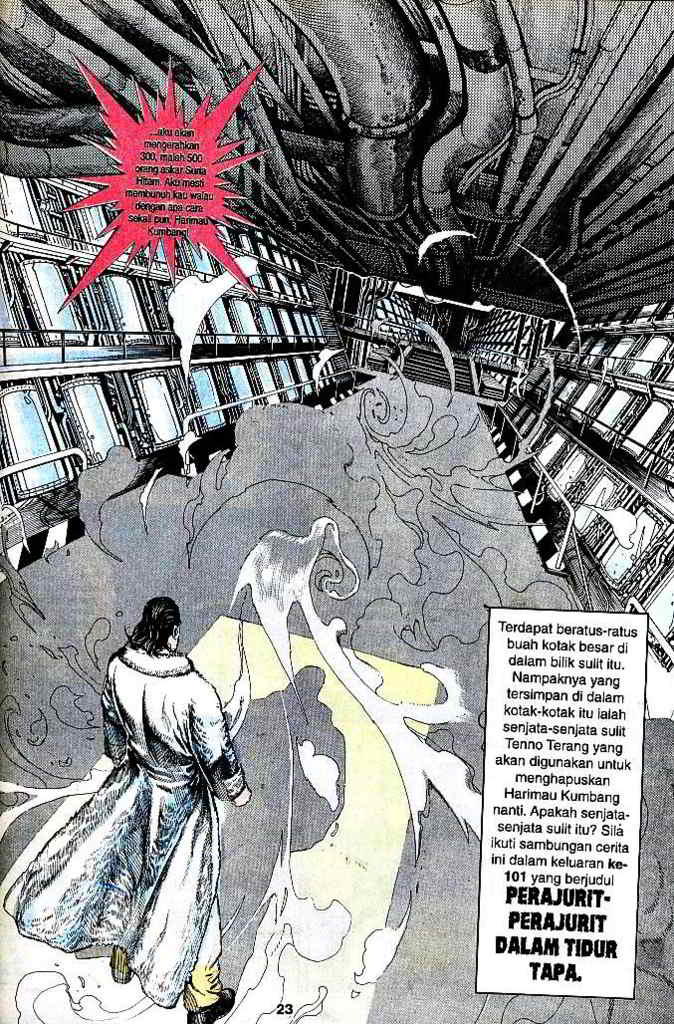 ...aku akan
mengerahkan
300, malah 500
orang askar Suria
Hitam. Aku mesti
membunuh kau walau
dengan apa cara
sekali pun, Harimau
Kumbang!
Terdapat beratus-ratus
buah kotak besar di
dalam bilik sulit itu.
Nampaknya yang
tersimpan di dalam
kotak-kotak itu ialah
senjata-senjata sulit
Tenno Terang yang
akan digunakan untuk
menghapuskan
Harimau Kumbang
nanti. Apakah senjata-
senjata sulit itu? Sila
ikuti sambungan cerita
ini dalam keluaran ke-
101 yang berjudul
PERAJURIT-
PERAJURIT
DALAM TIDUR
TAPA.
23